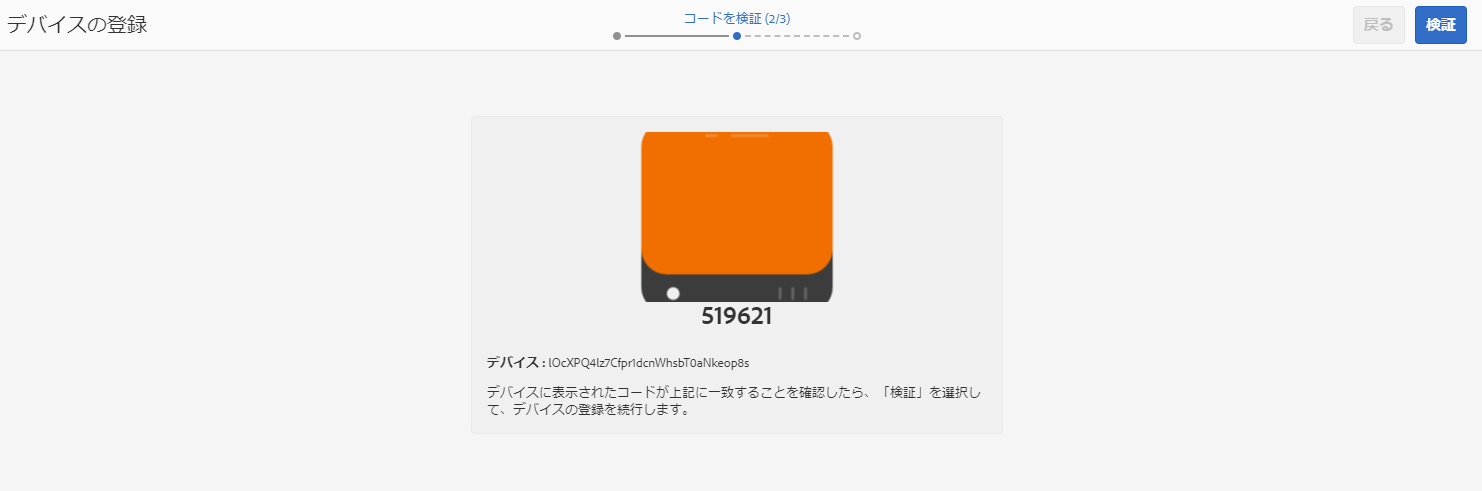 デバイスの登録
コードを検証 (2/3)
戻る
検証
519621
デバイス : lOcXPQ4lz7Cfpr1dcnWhsbT0aNkeop8s
デバイスに表示されたコードが上記に一致することを確認したら、「検証」を選択し
て、デバイスの登録を続行します。